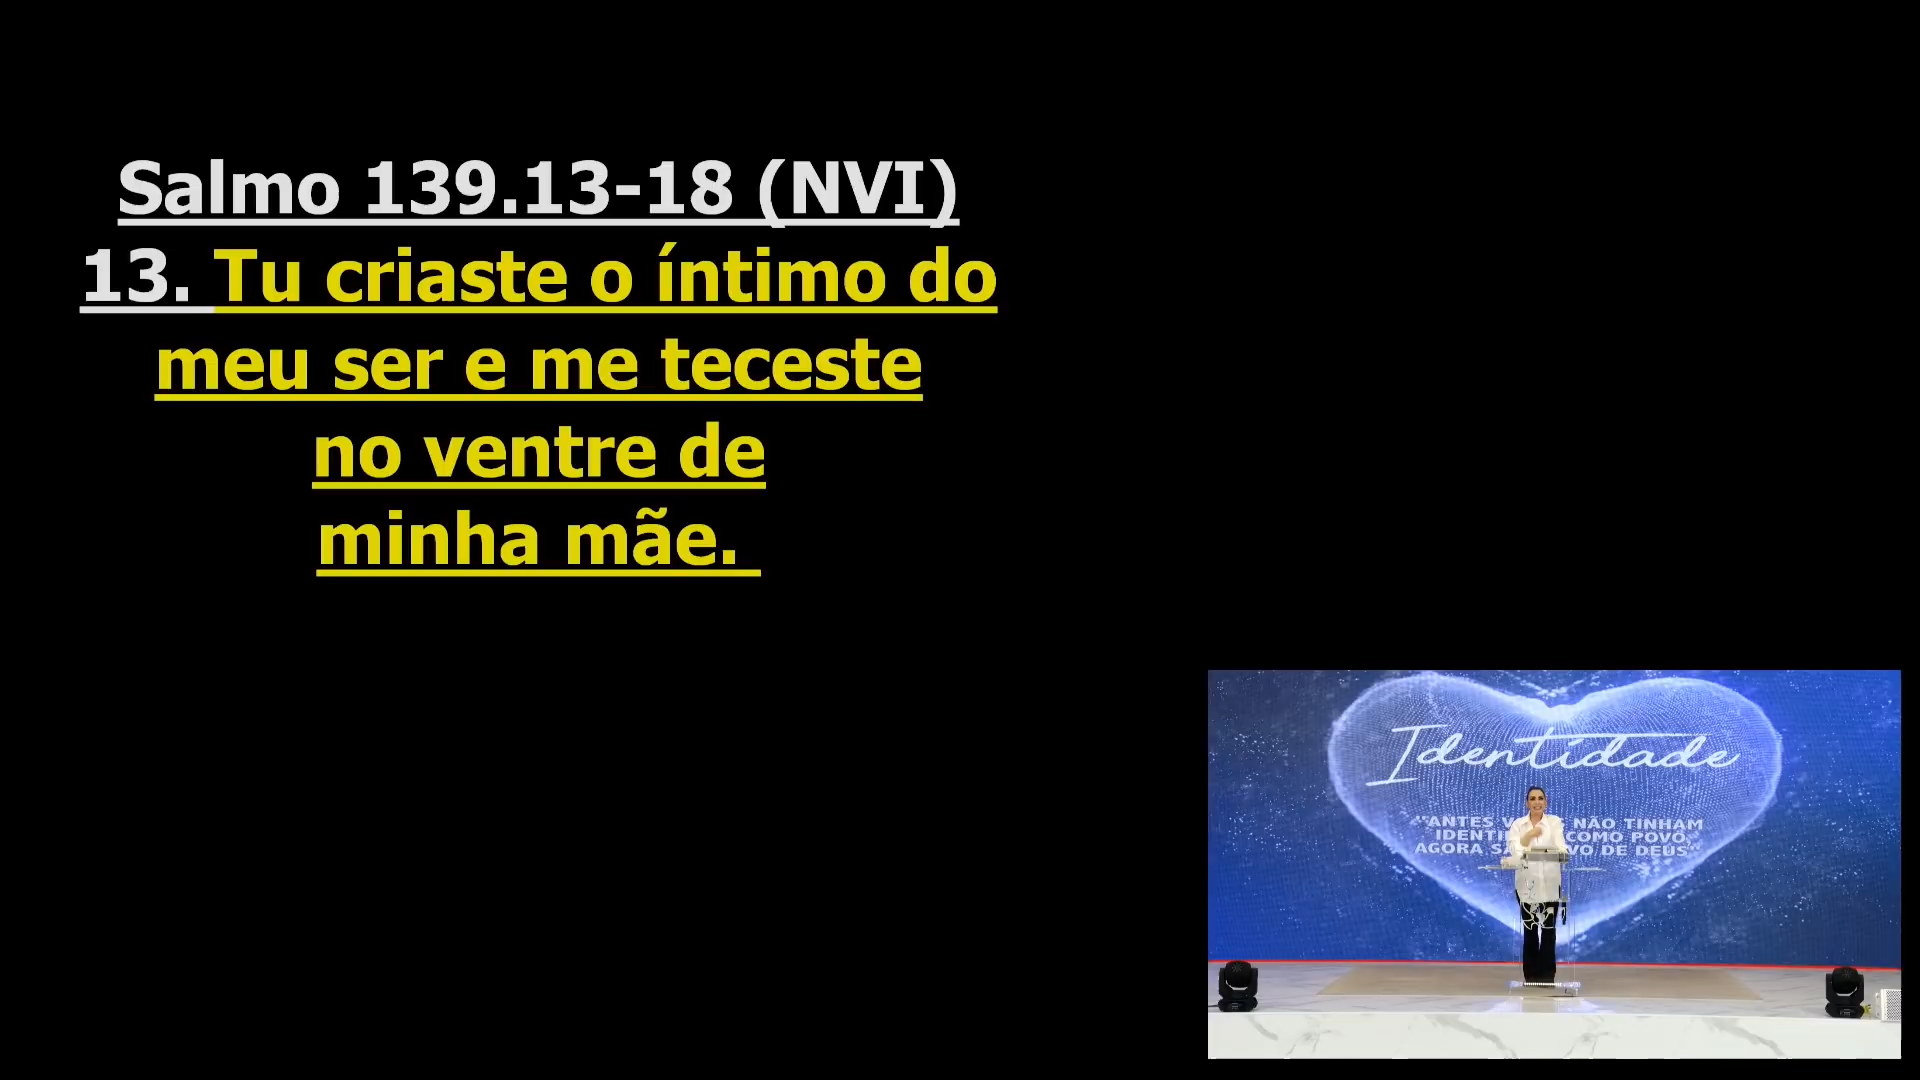 Salmo 139.13-18 (NVI)
13. Tu criaste o íntimo do
meu ser e me teceste
no ventre de
minha mãe.
Identidade
"ANTES NÃO TINHAM
COMO POVO,
AGORA DE DEUS"